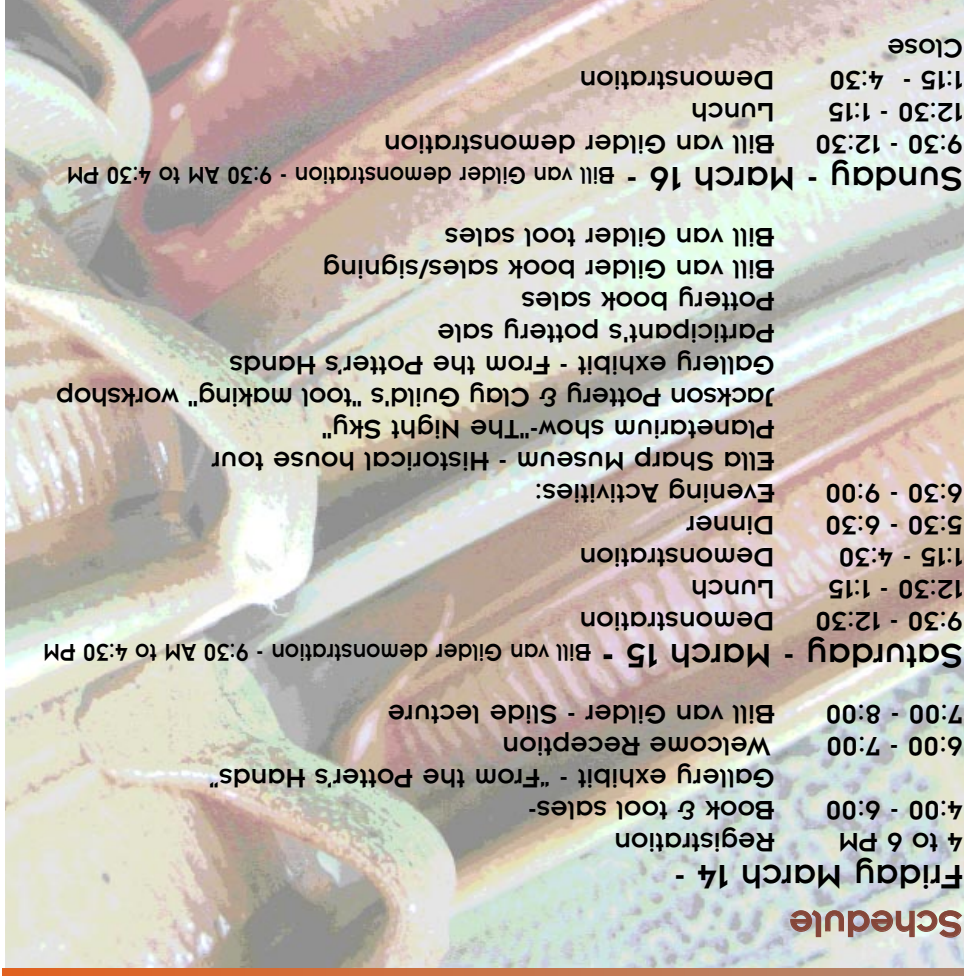 Schedule
Friday March 14 -
4 to 6 PM Registration
4:00 - 6:00 Book & tool sales-
Gallery exhibit - "From the Potter's Hands"
6:00 - 7:00 Welcome Reception
7:00 - 8:00 Bill van Gilder - Slide lecture
Saturday - March 15 - Bill van Gilder demonstration - 9:30 AM to 4:30 PM
9:30 - 12:30 Demonstration
12:30 - 1:15 Lunch
1:15 - 4:30 Demonstration
5:30 - 6:30 Dinner
6:30 - 9:00 Evening Activities:
Ella Sharp Museum - Historical house tour
Planetarium show-"The Night Sky"
Jackson Pottery & Clay Guild's "tool making" workshop
Gallery exhibit - From the Potter's Hands
Participant's pottery sale
Pottery book sales
Bill van Gilder book sales/signing
Bill van Gilder tool sales
Sunday - March 16 - Bill van Gilder demonstration - 9:30 AM to 4:30 PM
9:30 - 12:30 Bill van Gilder demonstration
12:30 - 1:15 Lunch
1:15 - 4:30 Demonstration
Close